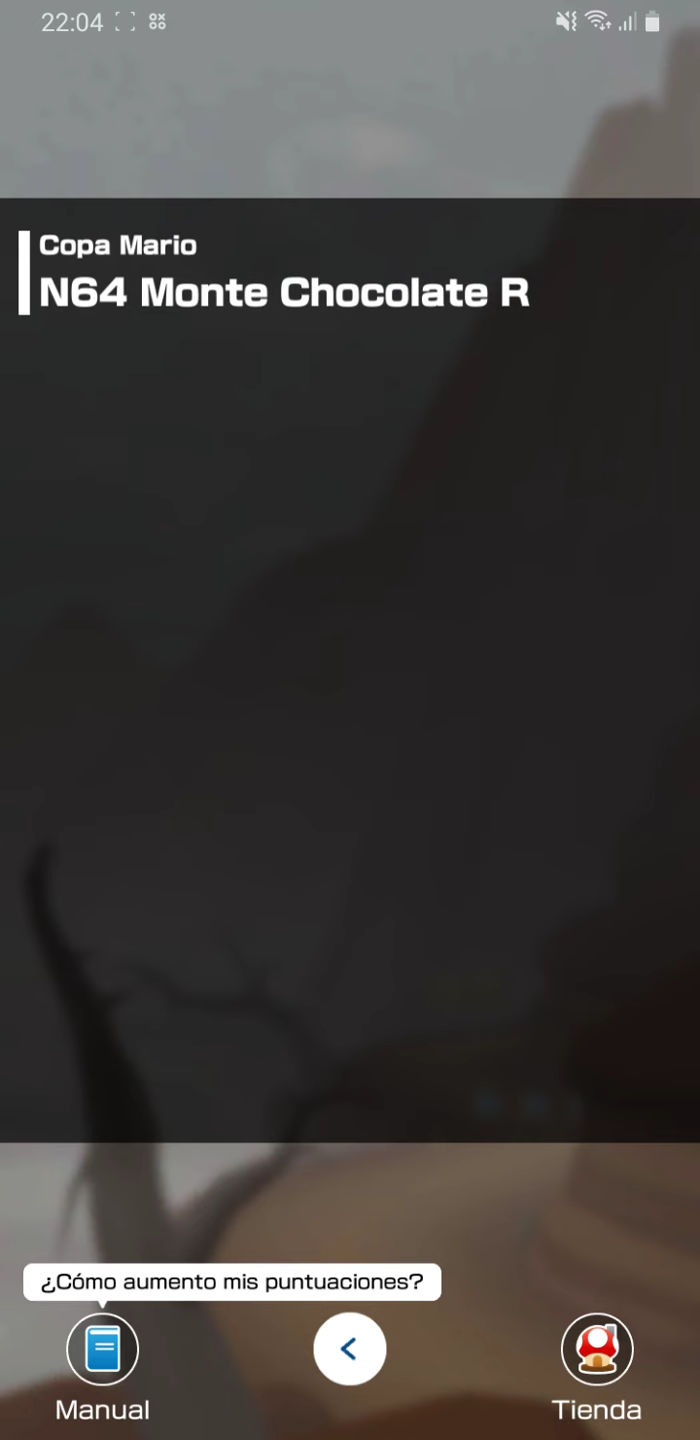 22:04
Copa Mario
N64 Monte Chocolate R
¿Cómo aumento mis puntuaciones?
Manual
Tienda